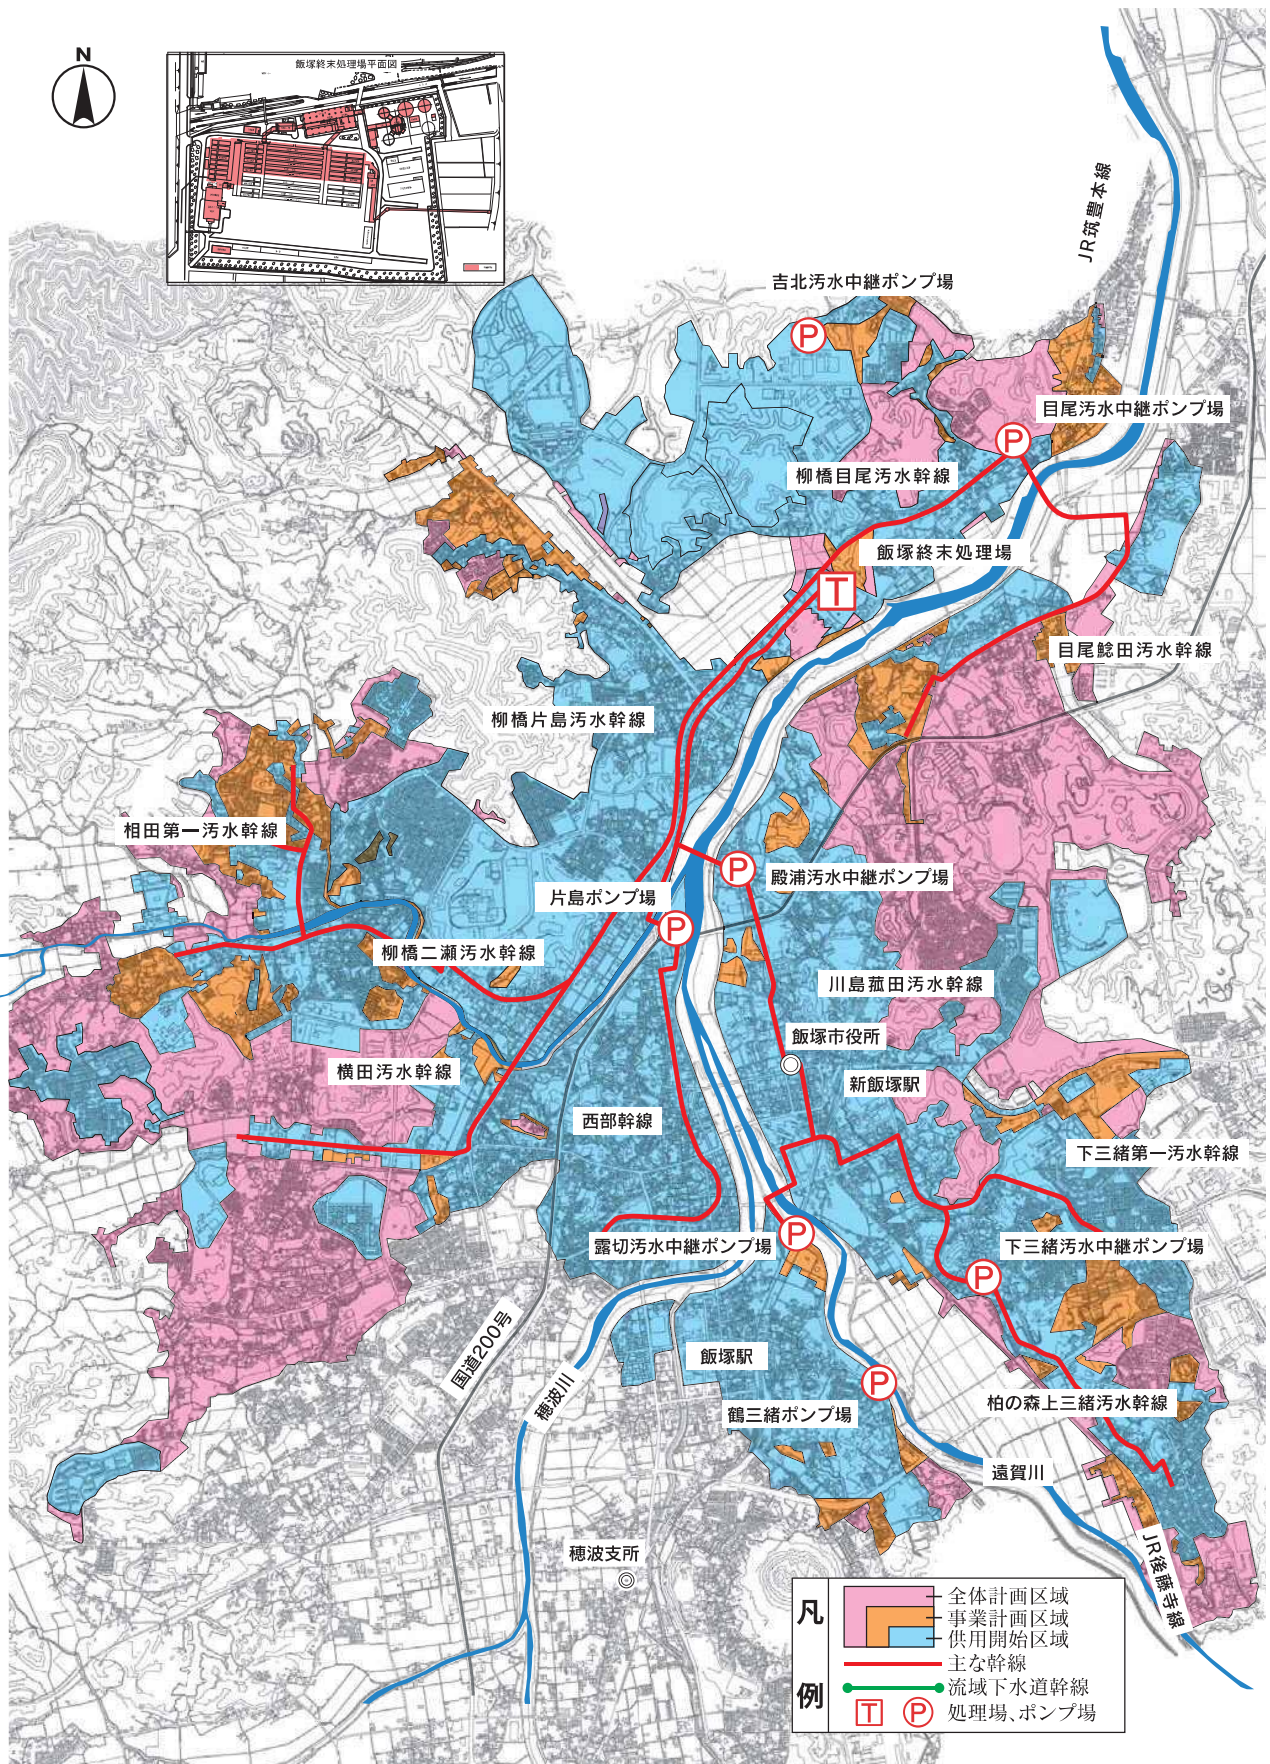 N
飯塚終末処理場平面図
JR筑豊本線
吉北汚水中継ポンプ場
P
目尾汚水中継ポンプ場
P
柳橋目尾汚水幹線
飯塚終末処理場
T
目尾鯰田汚水幹線
柳橋片島汚水幹線
相田第一汚水幹線
P
殿浦汚水中継ポンプ場
片島ポンプ場
P
柳橋二瀬汚水幹線
川島菰田汚水幹線
飯塚市役所
横田汚水幹線
新飯塚駅
西部幹線
下三緒第一汚水幹線
露切汚水中継ポンプ場
P
下三緒汚水中継ポンプ場
P
国道200号
飯塚駅
穂波川
P
鶴三緒ポンプ場
柏の森上三緒汚水幹線
遠賀川
穂波支所
JR後藤寺線
凡例
全体計画区域
事業計画区域
供用開始区域
主な幹線
流域下水道幹線
T P 処理場、ポンプ場